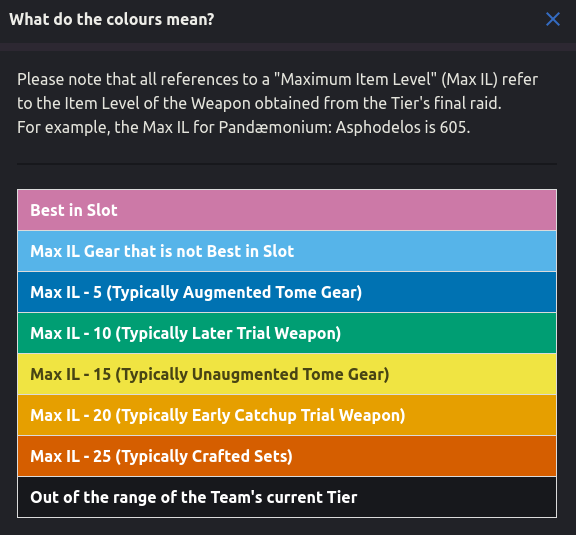 What do the colours mean?
Please note that all references to a "Maximum Item Level" (Max IL) refer
to the Item Level of the Weapon obtained from the Tier's final raid.
For example, the Max IL for Pandæmonium: Asphodelos is 605.
Best in Slot
Max IL Gear that is not Best in Slot
Max IL - 5 (Typically Augmented Tome Gear)
Max IL - 10 (Typically Later Trial Weapon)
Max IL - 15 (Typically Unaugmented Tome Gear)
Max IL - 20 (Typically Early Catchup Trial Weapon)
Max IL - 25 (Typically Crafted Sets)
Out of the range of the Team's current Tier